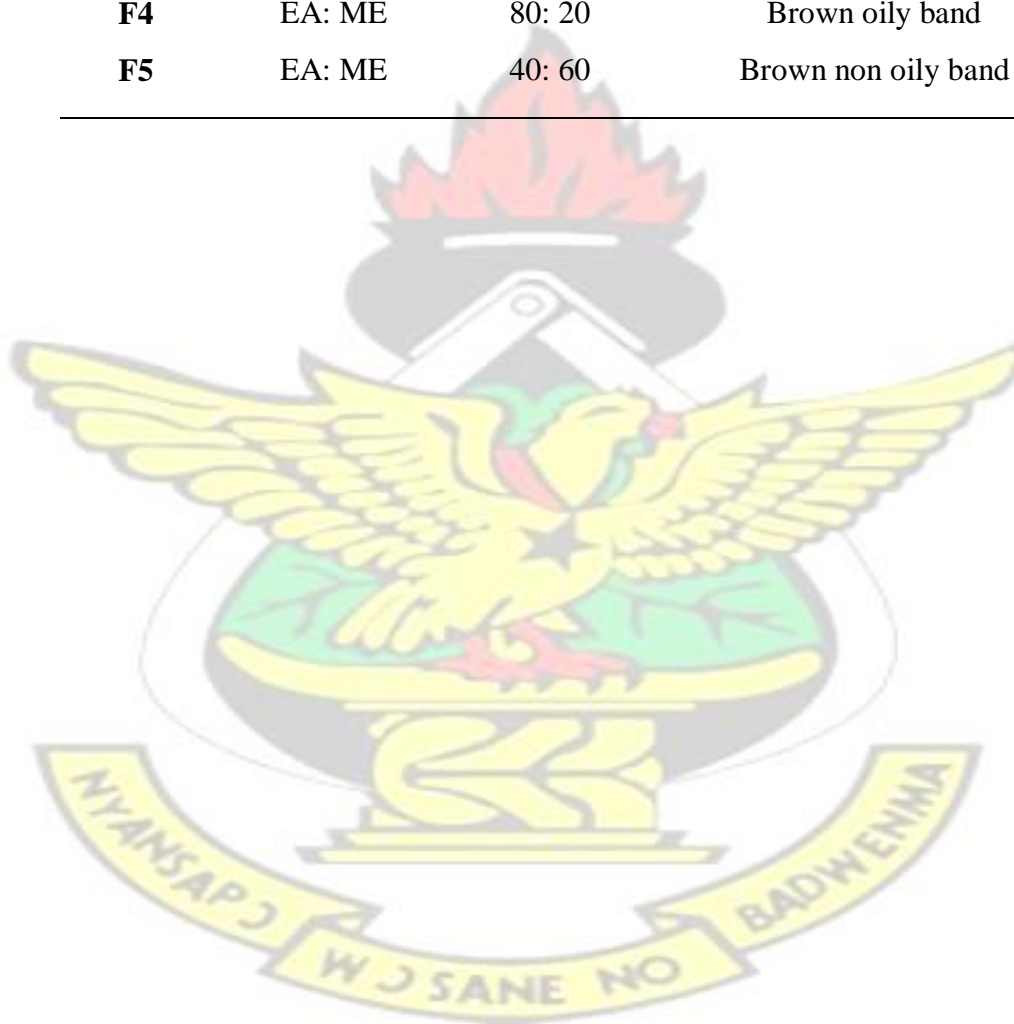 F4 EA: ME 80: 20 Brown oily band
F5 EA: ME 40: 60 Brown non oily band
NYANSAPƆ WƆSANE NO BADWENMA